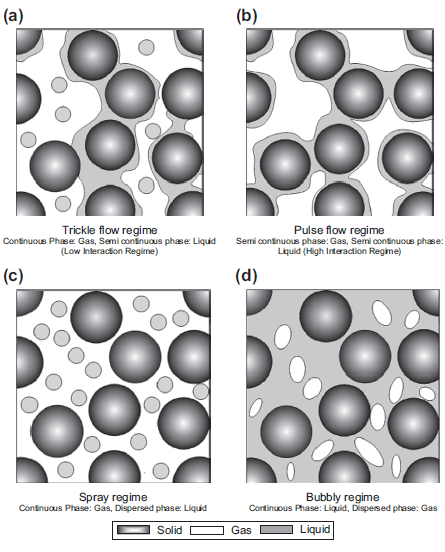 (a)
(b)
Trickle flow regime
Continuous Phase: Gas, Semi continuous phase: Liquid
(Low Interaction Regime)
Pulse flow regime
Semi continuous phase: Gas, Semi continuous phase:
Liquid (High Interaction Regime)
(c)
(d)
Spray regime
Continuous Phase: Gas, Dispersed phase: Liquid
Bubbly regime
Continuous Phase: Liquid, Dispersed phase: Gas
Solid Gas Liquid